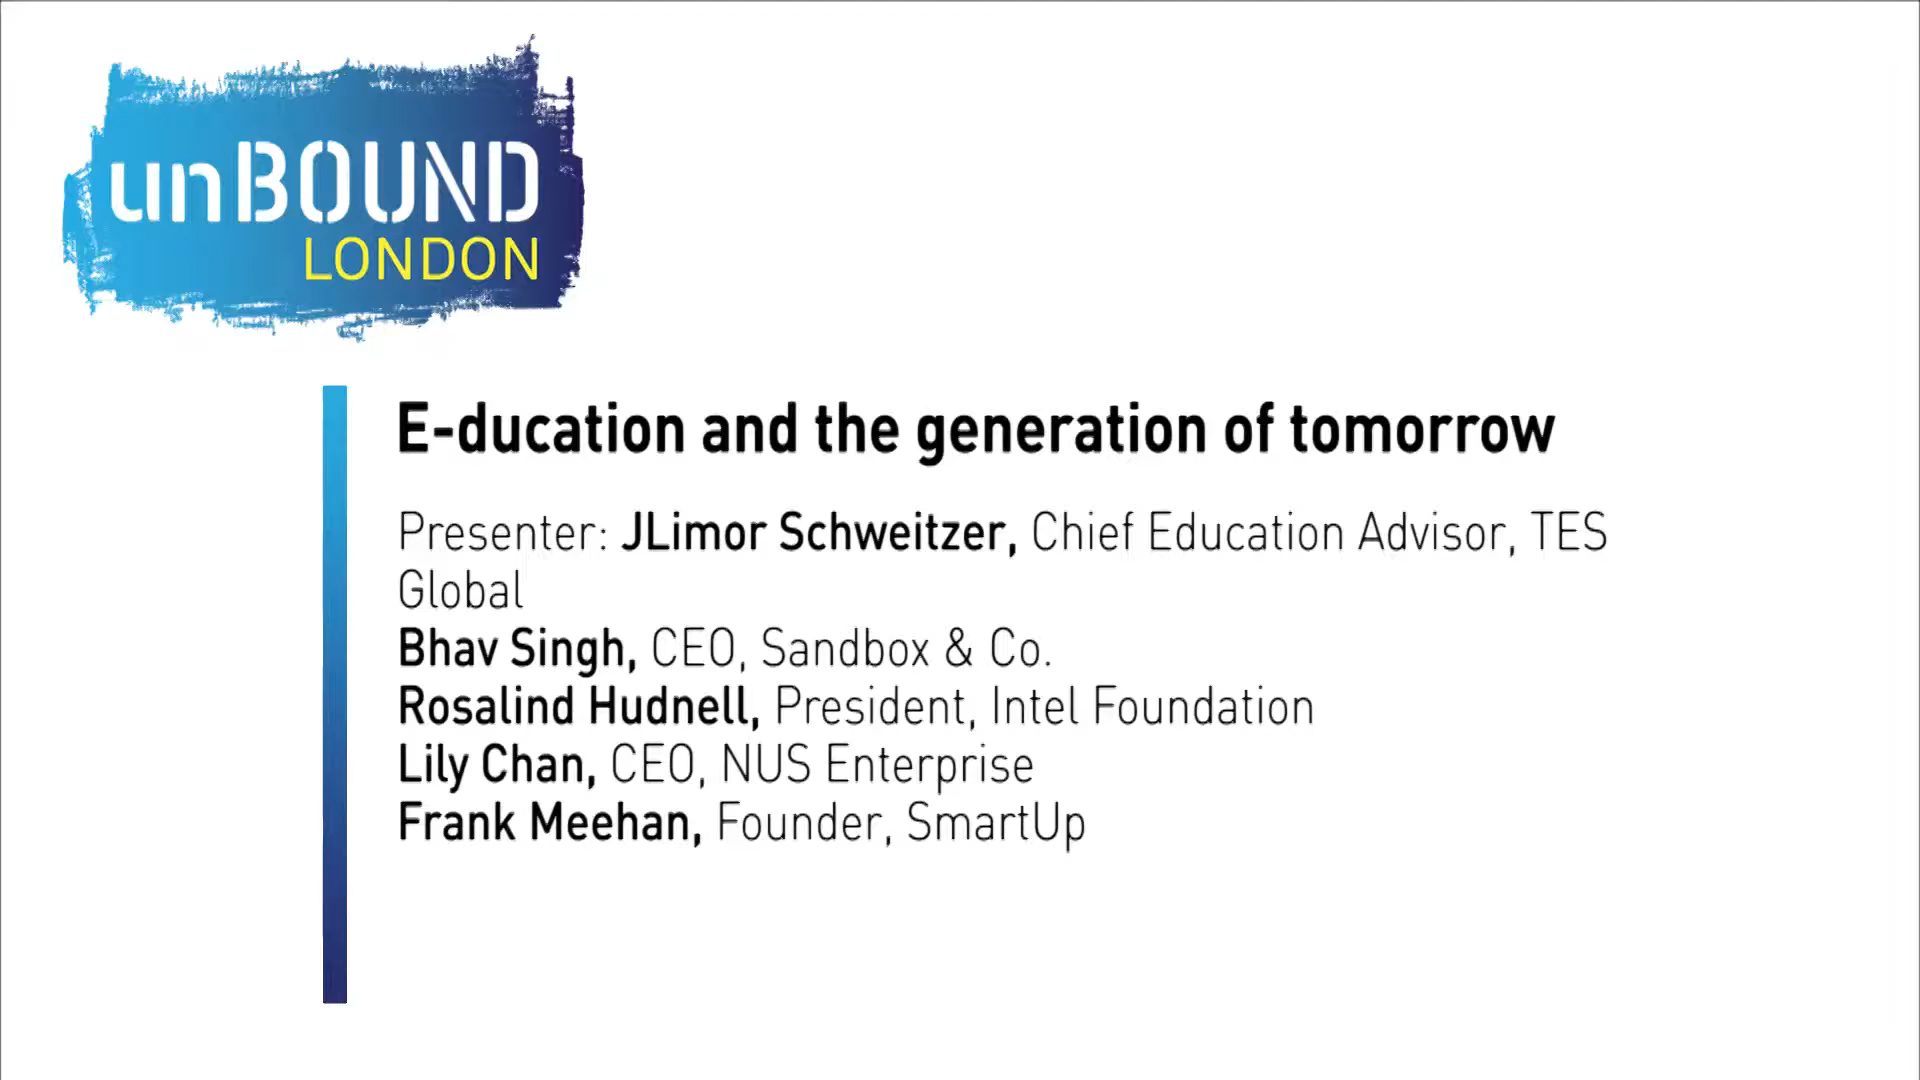 unBOUND
LONDON
E-ducation and the generation of tomorrow
Presenter: JLimor Schweitzer, Chief Education Advisor, TES
Global
Bhav Singh, CEO, Sandbox & Co.
Rosalind Hudnell, President, Intel Foundation
Lily Chan, CEO, NUS Enterprise
Frank Meehan, Founder, SmartUp